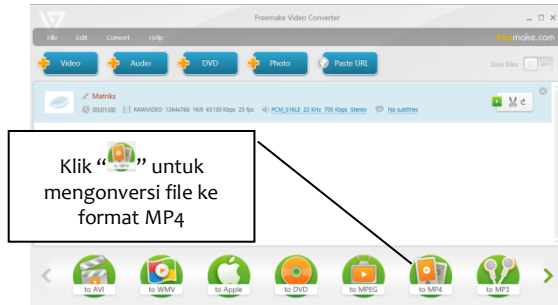 Freemake Video Converter
File Edit Convert Help
freemake.com
Video Audio DVD Photo Paste URL
Join files
Matriks
00:01:00 RAWVIDEO 1364x766 16:9 65130 Kbps 25 fps PCM_S16LE 22 KHz 705 Kbps Stereo No subtitles
Klik “to MP4” untuk
mengonversi file ke
format MP4
to AVI to WMV to Apple to DVD to MPEG to MP4 to MP3